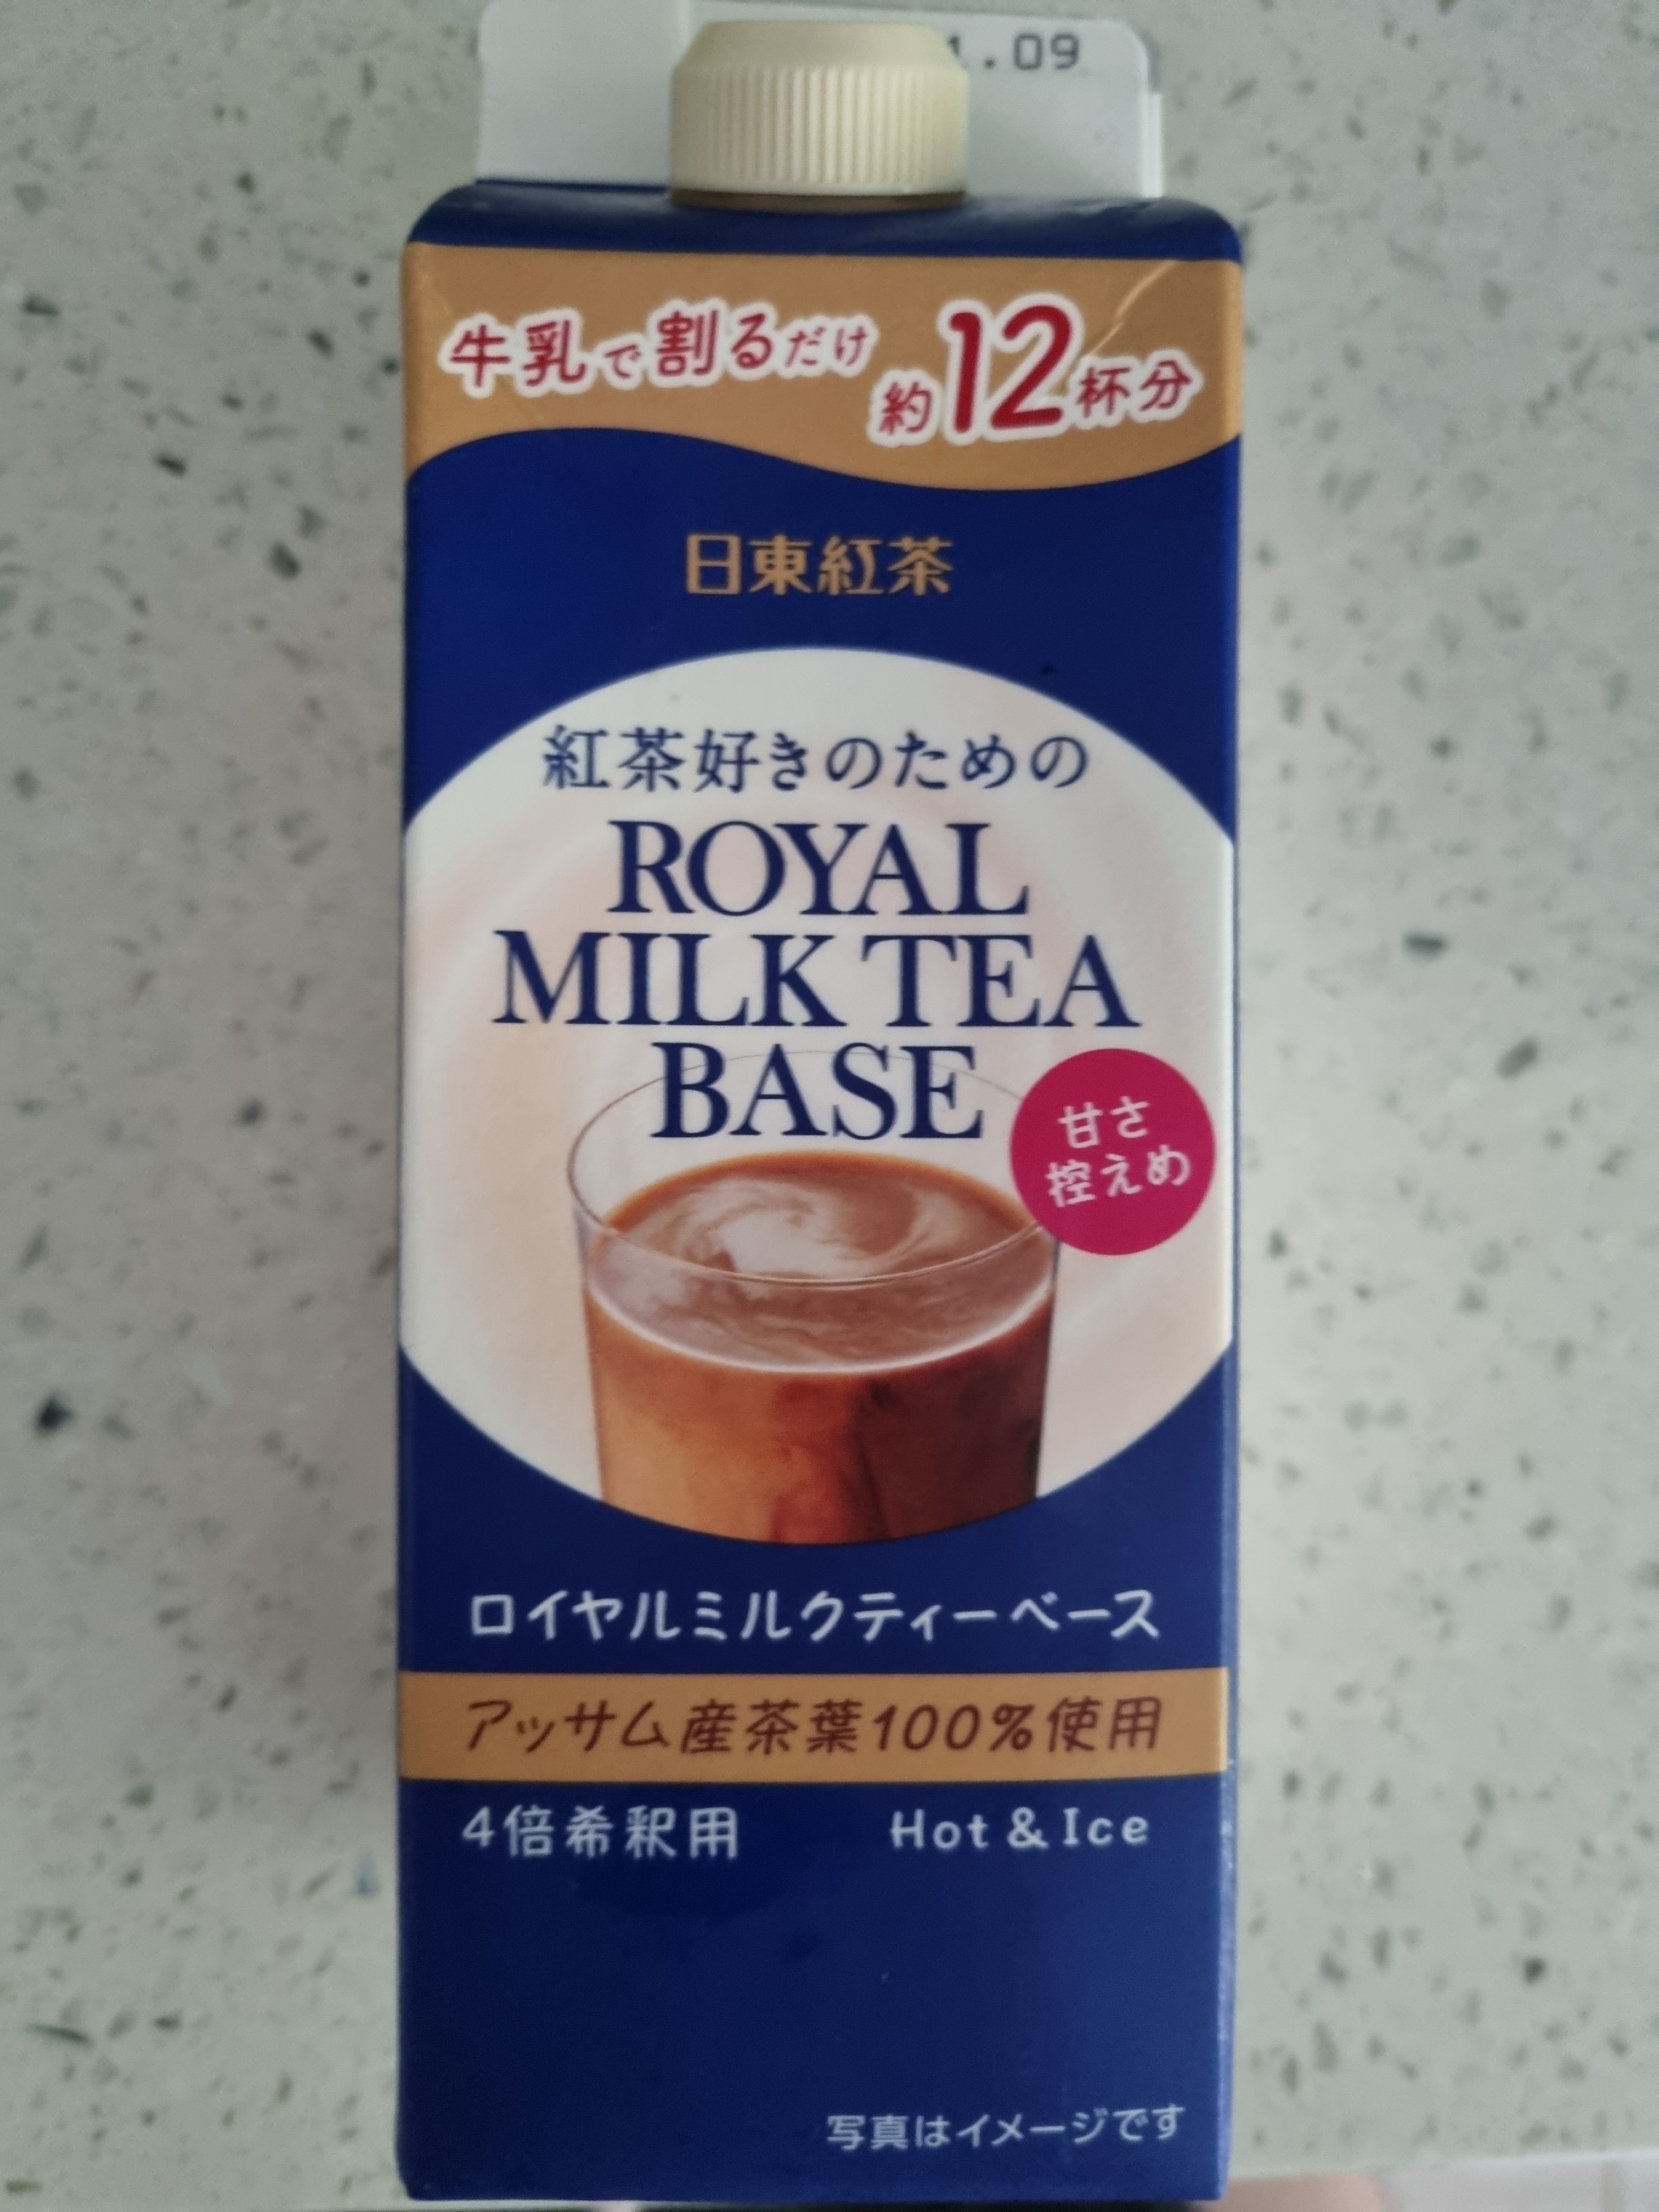 .09
牛乳で割るだけ
約12杯分
日東紅茶
紅茶好きのための
ROYAL
MILK TEA
BASE
甘さ
控えめ
ロイヤルミルクティーベース
アッサム産茶葉100%使用
4倍希釈用 Hot & Ice
写真はイメージです